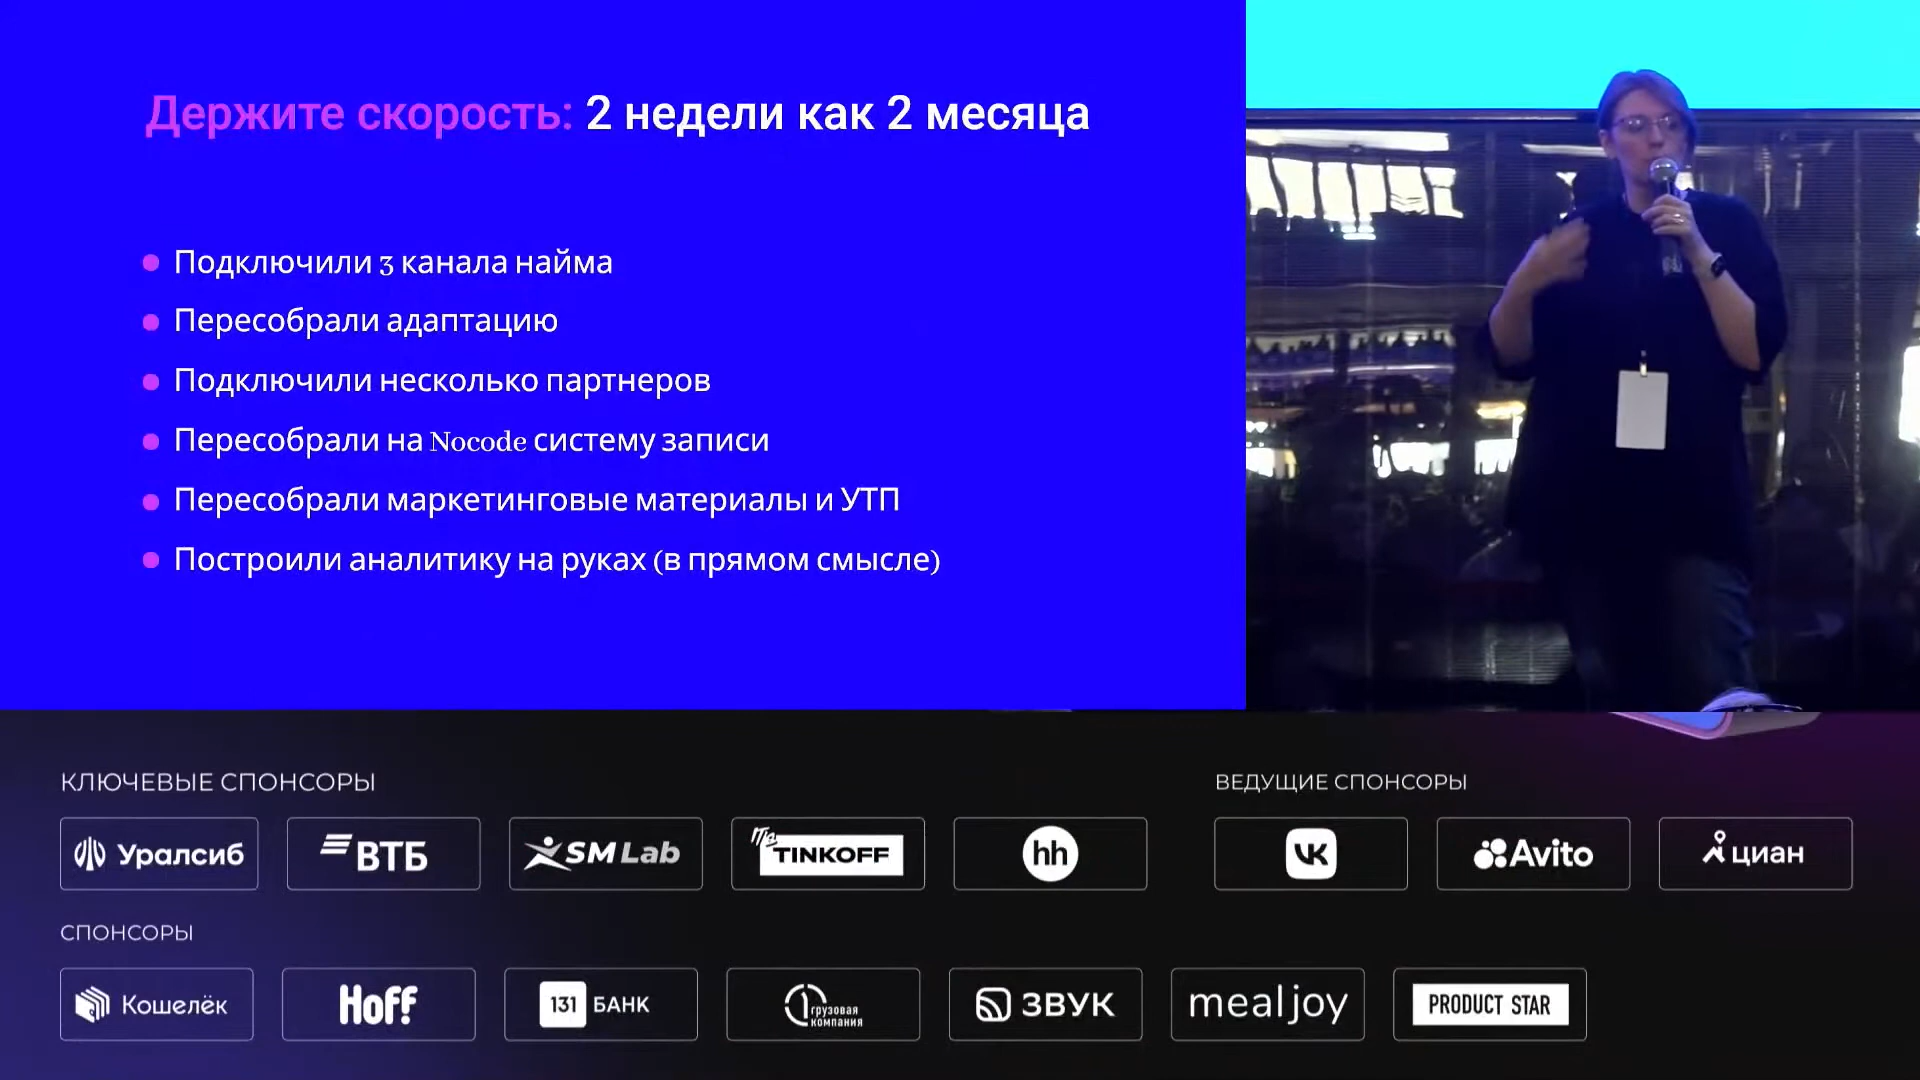 Держите скорость: 2 недели как 2 месяца
Подключили 3 канала найма
Пересобрали адаптацию
Подключили несколько партнеров
Пересобрали на Nocode систему записи
Пересобрали маркетинговые материалы и УТП
Построили аналитику на руках (в прямом смысле)
КЛЮЧЕВЫЕ СПОНСОРЫ
Уралсиб
ВТБ
SM Lab
ITs TINKOFF
hh
ВЕДУЩИЕ СПОНСОРЫ
VK
Avito
циан
СПОНСОРЫ
Кошелёк
Hoff
131 БАНК
грузовая
компания
ЗВУК
mealjoy
PRODUCT STAR